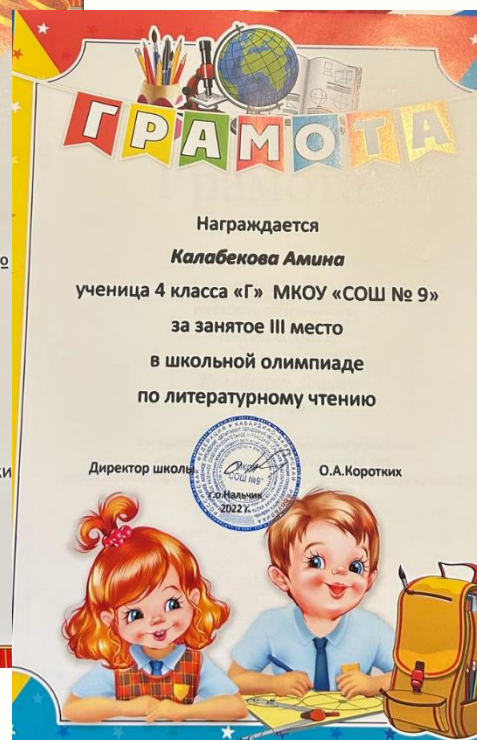 ГРАМОТА
Награждается
Калабекова Амина
ученица 4 класса «Г» МКОУ «СОШ № 9»
за занятое III место
в школьной олимпиаде
по литературному чтению
Директор школы О.А.Коротких
СОШ №9
г.о.Нальчик
2022 г.